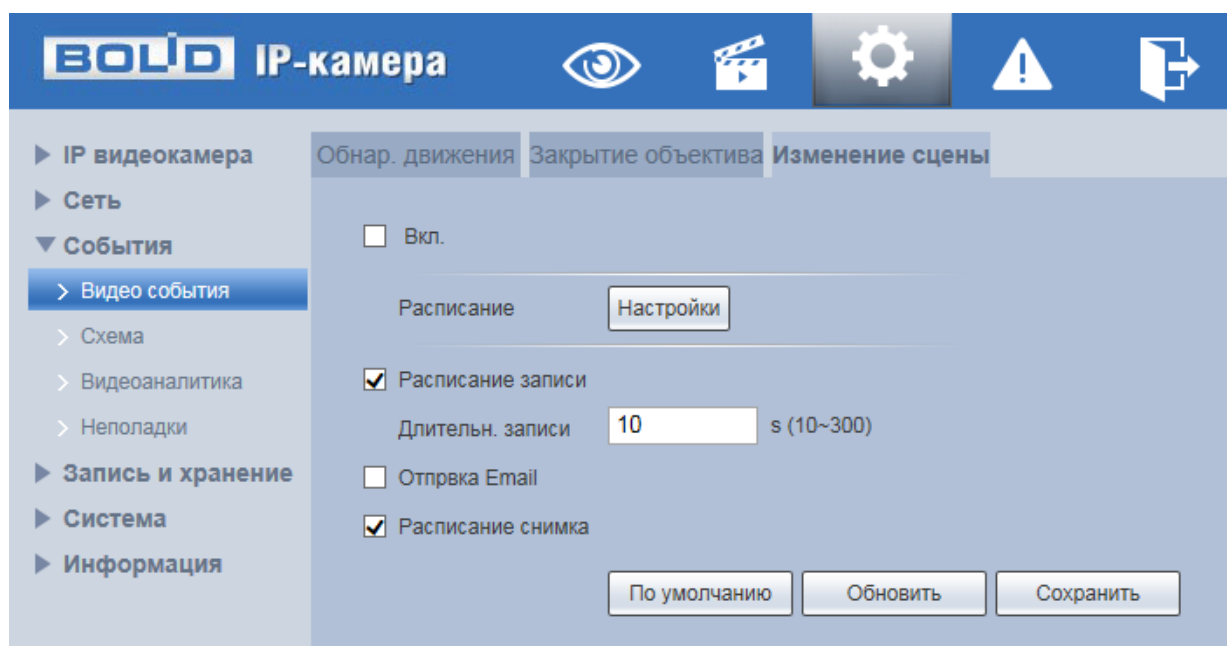 BOLID IP-камера
IP видеокамера
Сеть
События
Видео события
Схема
Видеоаналитика
Неполадки
Запись и хранение
Система
Информация
Обнар. движения Закрытие объектива Изменение сцены
Вкл.
Расписание Настройки
Расписание записи
Длительн. записи 10 s (10~300)
Отпрвка Email
Расписание снимка
По умолчанию Обновить Сохранить